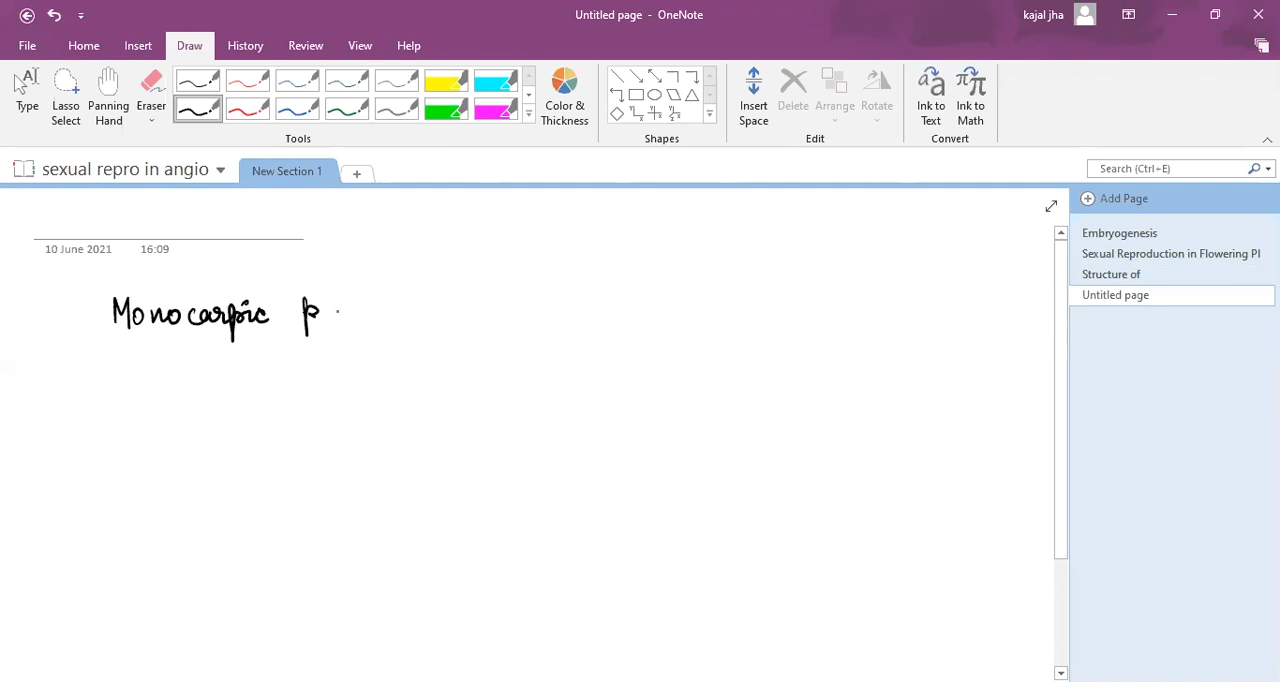 Untitled page - OneNote
kajal jha
File Home Insert Draw History Review View Help
Type
Lasso Select
Panning Hand
Eraser
Color & Thickness
Insert Space
Delete
Arrange
Rotate
Ink to Text
Ink to Math
Tools
Shapes
Edit
Convert
sexual repro in angio
New Section 1
Search (Ctrl+E)
Add Page
10 June 2021 16:09
Monocarpic p
Embryogenesis
Sexual Reproduction in Flowering Pl
Structure of
Untitled page